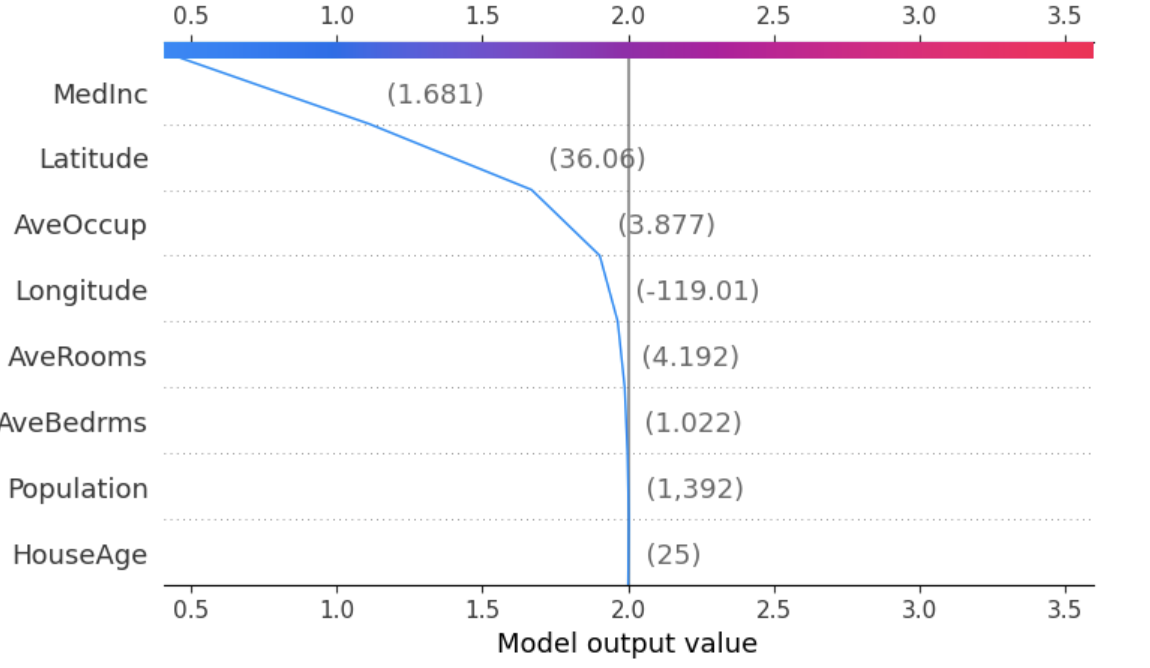 0.5 1.0 1.5 2.0 2.5 3.0 3.5
MedInc (1.681)
Latitude (36.06)
AveOccup (3.877)
Longitude (-119.01)
AveRooms (4.192)
AveBedrms (1.022)
Population (1,392)
HouseAge (25)
0.5 1.0 1.5 2.0 2.5 3.0 3.5
Model output value